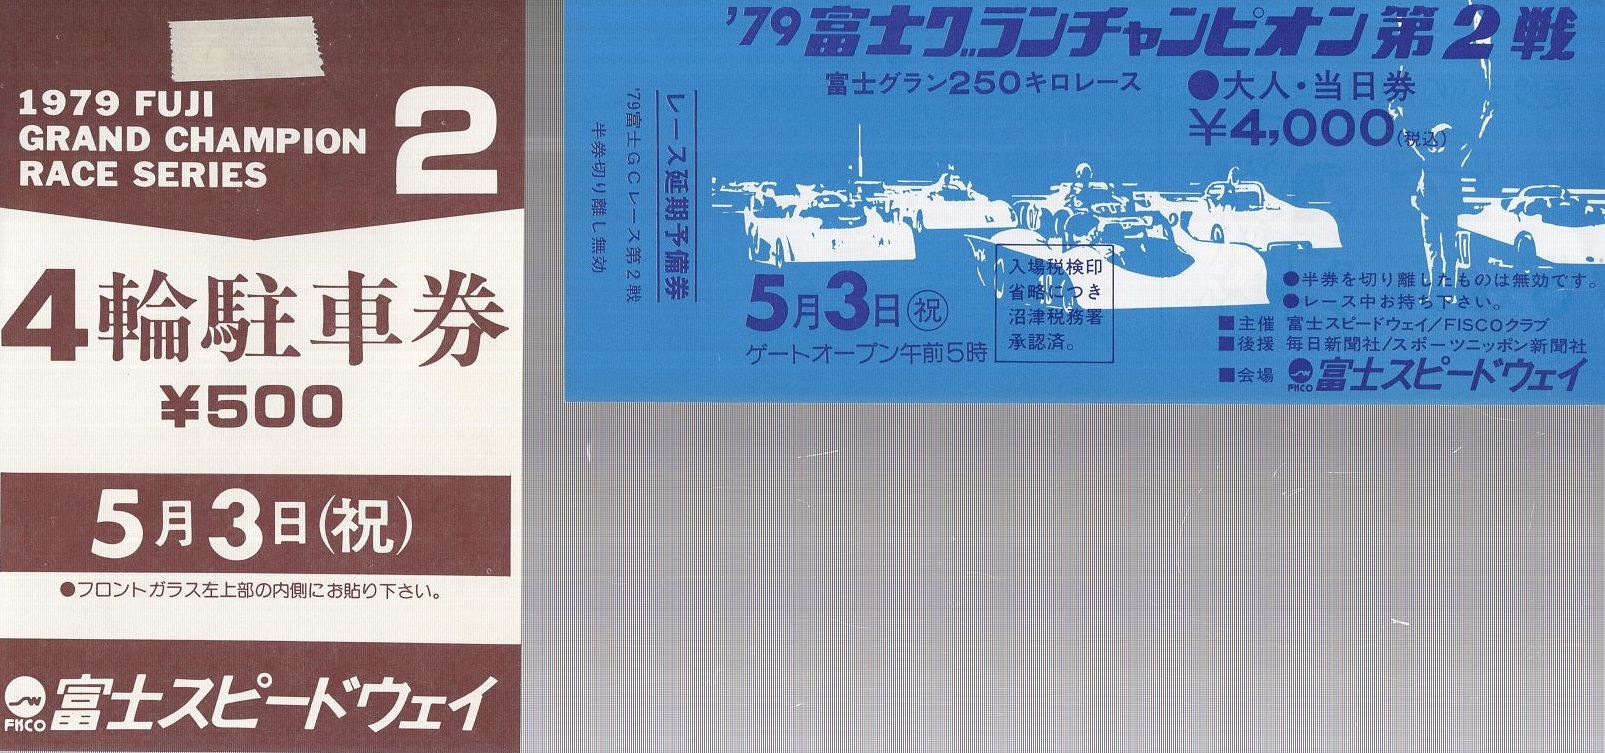 1979 FUJI
GRAND CHAMPION
RACE SERIES
2
4輪駐車券
¥500
5月3日(祝)
●フロントガラス左上部の内側にお貼り下さい。
FISCO 富士スピードウェイ
'79富士グランチャンピオン第2戦
富士グラン250キロレース
●大人・当日券
¥4,000(税込)
レース延期予備券
'79富士GCレース第2戦
半券切り離し無効
5月3日(祝)
ゲートオープン午前5時
入場税検印
省略につき
沼津税務署
承認済。
●半券を切り離したものは無効です。
●レース中お持ち下さい。
■主催 富士スピードウェイ/FISCOクラブ
■後援 毎日新聞社/スポーツニッポン新聞社
■会場 FISCO 富士スピードウェイ